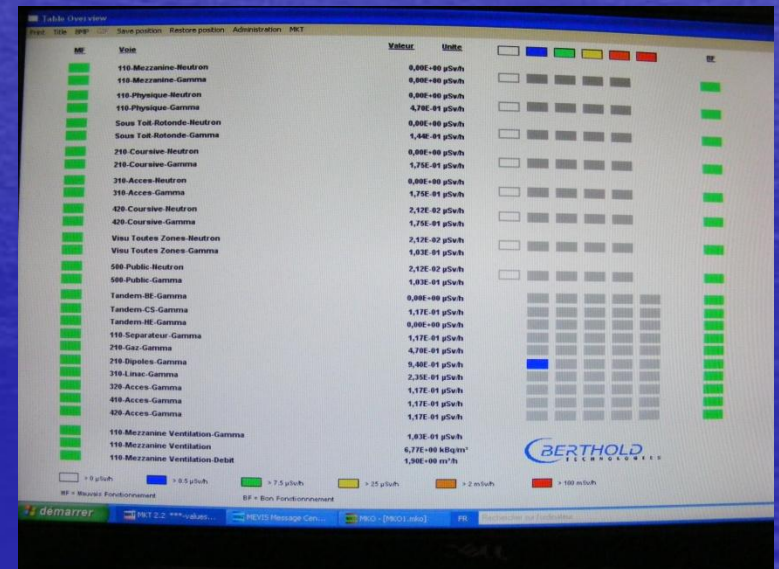 Table Overview
Print Title BMP GIF Save position Restore position Administration MKT
MF Voie Valeur Unite BF
110-Mezzanine-Neutron 0,00E+00 µSv/h
110-Mezzanine-Gamma 0,00E+00 µSv/h
110-Physique-Neutron 0,00E+00 µSv/h
110-Physique-Gamma 4,70E-01 µSv/h
Sous Toit-Rotonde-Neutron 0,00E+00 µSv/h
Sous Toit-Rotonde-Gamma 1,44E-01 µSv/h
210-Coursive-Neutron 0,00E+00 µSv/h
210-Coursive-Gamma 1,75E-01 µSv/h
310-Acces-Neutron 0,00E+00 µSv/h
310-Acces-Gamma 1,75E-01 µSv/h
420-Coursive-Neutron 2,12E-02 µSv/h
420-Coursive-Gamma 1,76E-01 µSv/h
Visu Toutes Zones-Neutron 2,12E-02 µSv/h
Visu Toutes Zones-Gamma 1,03E-01 µSv/h
500-Public-Neutron 2,12E-02 µSv/h
500-Public-Gamma 1,03E-01 µSv/h
Tandem-BE-Gamma 0,00E+00 µSv/h
Tandem-CS-Gamma 1,17E-01 µSv/h
Tandem-HE-Gamma 0,00E+00 µSv/h
110-Separateur-Gamma 1,17E-01 µSv/h
210-Gaz-Gamma 4,70E-01 µSv/h
210-Dipoles-Gamma 9,40E-01 µSv/h
310-Linac-Gamma 2,35E-01 µSv/h
320-Acces-Gamma 1,17E-01 µSv/h
410-Acces-Gamma 1,17E-01 µSv/h
420-Acces-Gamma 1,17E-01 µSv/h
110-Mezzanine Ventilation-Gamma 1,03E-01 µSv/h
110-Mezzanine Ventilation 6,77E+00 kBq/m³
110-Mezzanine Ventilation-Debit 1,90E+00 m³/h
BERTHOLD
TECHNOLOGIES
> 0 µSv/h > 0.5 µSv/h > 7.5 µSv/h > 25 µSv/h > 2 mSv/h > 100 mSv/h
MF = Mauvais Fonctionnement BF = Bon Fonctionnnement
démarrer MKT 2.2 ***-values... MEVIS Message Cen... MKO - [MKO1.mko] FR Rechercher sur l'ordinateur
DELL